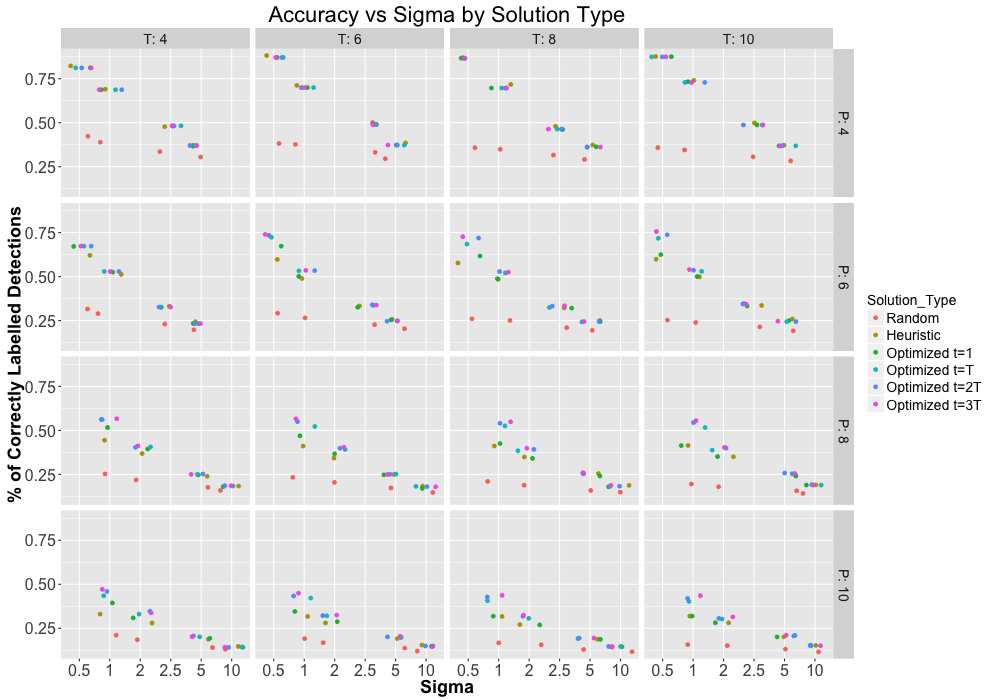 Accuracy vs Sigma by Solution Type
T: 4 T: 6 T: 8 T: 10
0.75
0.50
0.25
P: 4
0.75
0.50
0.25
P: 6
0.75
0.50
0.25
P: 8
0.75
0.50
0.25
P: 10
% of Correctly Labelled Detections
0.5 1 2 2.5 5 10 0.5 1 2 2.5 5 10 0.5 1 2 2.5 5 10 0.5 1 2 2.5 5 10
Sigma
Solution_Type
Random
Heuristic
Optimized t=1
Optimized t=T
Optimized t=2T
Optimized t=3T